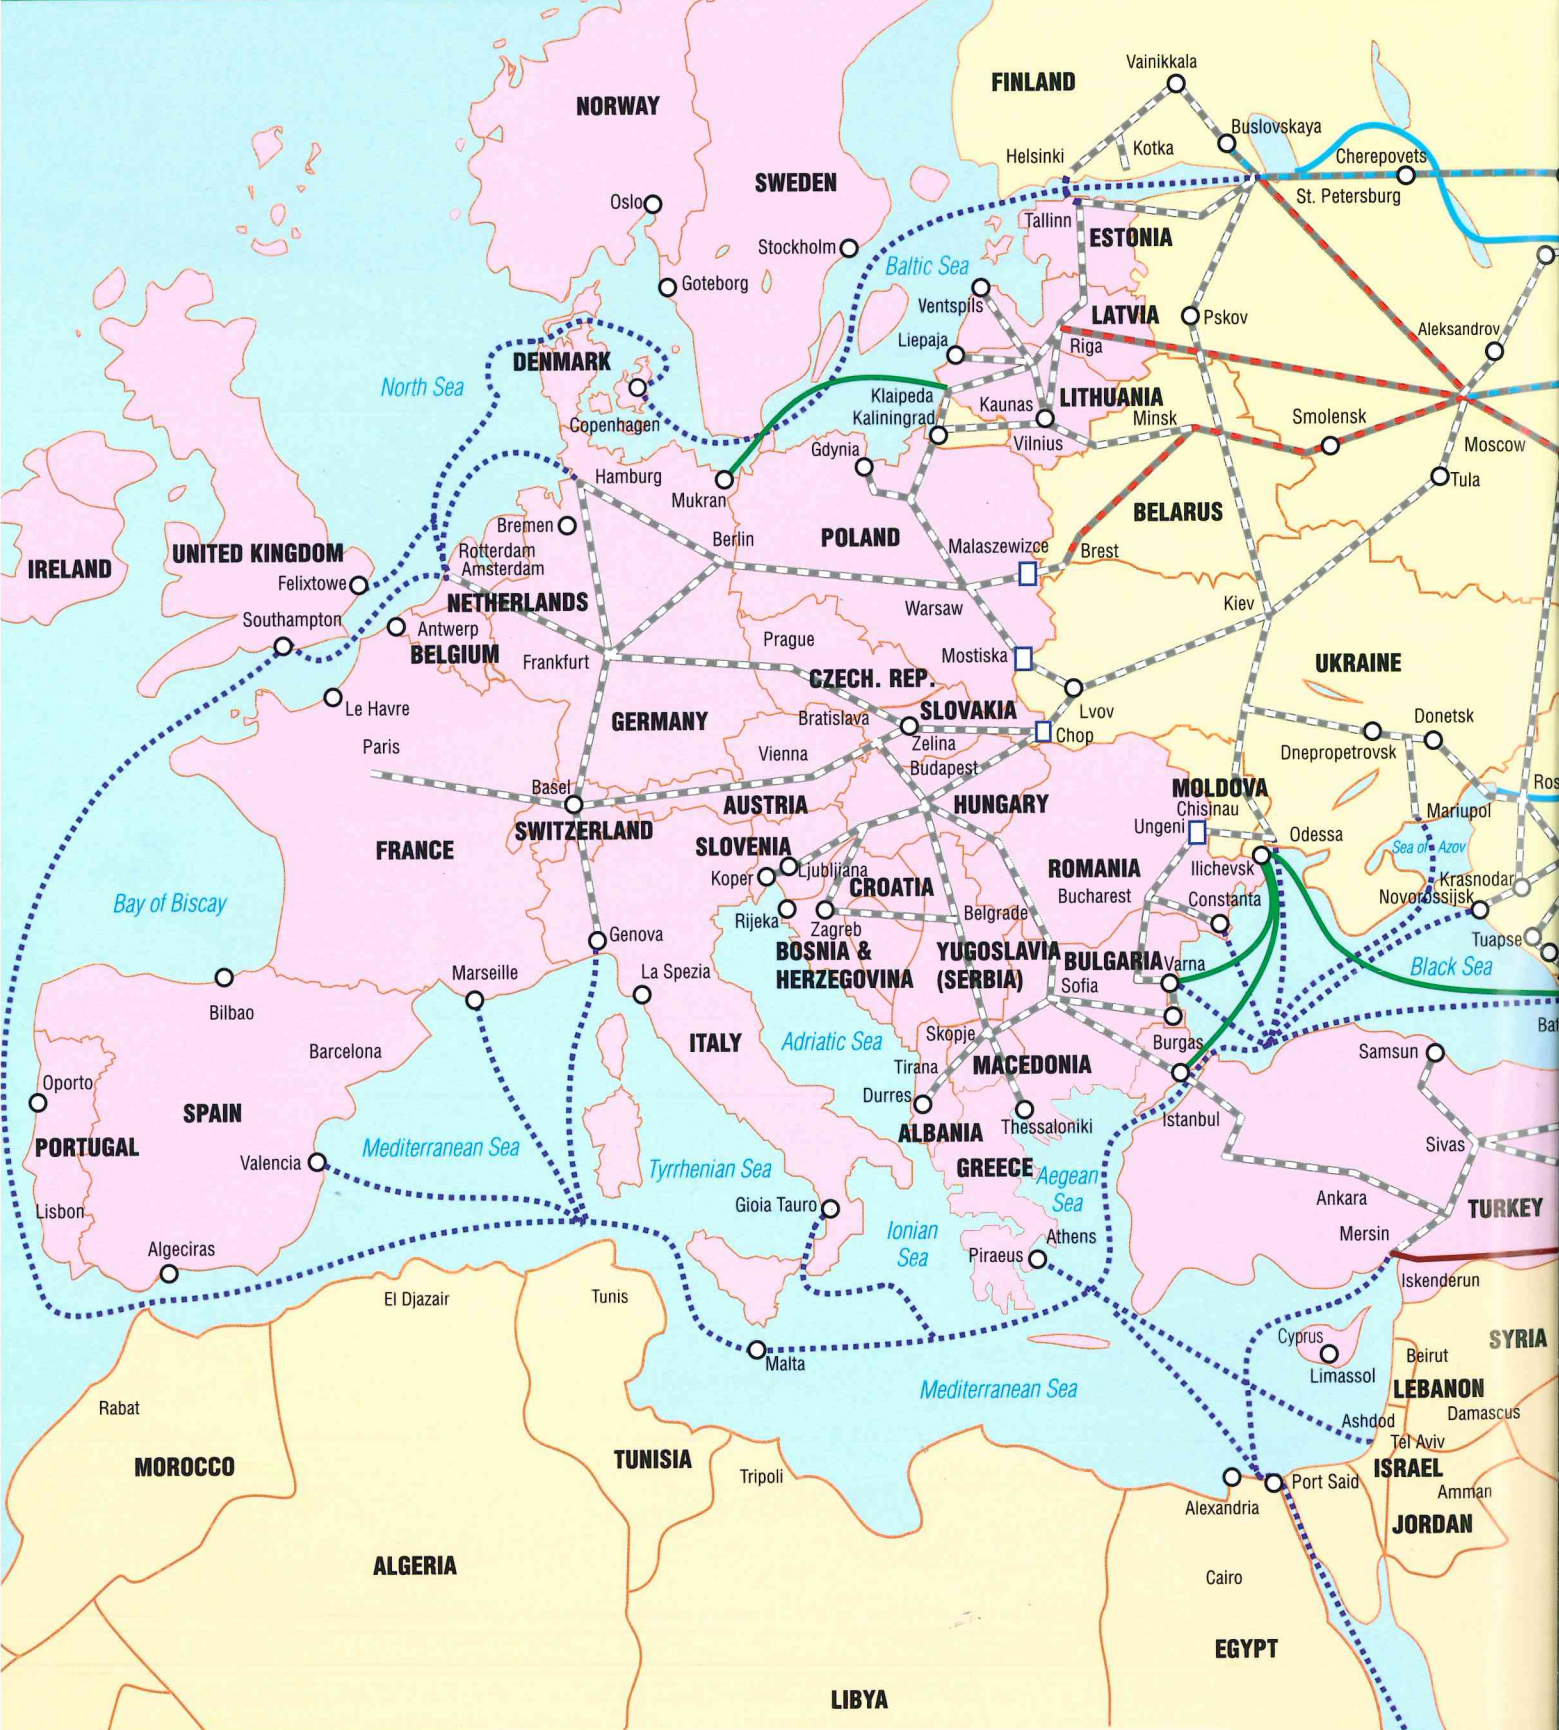 Vainikkala
FINLAND
NORWAY
Buslovskaya
Kotka
Helsinki
Cherepovets
SWEDEN
St. Petersburg
Oslo
Tallinn
ESTONIA
Stockholm
Baltic Sea
Goteborg
Ventspils
LATVIA
Pskov
Aleksandrov
Liepaja
Riga
DENMARK
North Sea
Klaipeda
LITHUANIA
Kaunas
Kaliningrad
Minsk
Smolensk
Copenhagen
Vilnius
Moscow
Gdynia
Hamburg
Tula
Mukran
BELARUS
Bremen
Berlin
POLAND
Malaszewizce
Brest
Rotterdam
UNITED KINGDOM
Amsterdam
IRELAND
Felixtowe
NETHERLANDS
Warsaw
Kiev
Southampton
Antwerp
Prague
BELGIUM
Mostiska
Frankfurt
UKRAINE
CZECH. REP.
Le Havre
SLOVAKIA
Lvov
Donetsk
GERMANY
Bratislava
Paris
Zelina
Chop
Dnepropetrovsk
Vienna
Budapest
Basel
MOLDOVA
Ros
AUSTRIA
HUNGARY
Chisnau
Mariupol
SWITZERLAND
Ungeni
Odessa
FRANCE
SLOVENIA
Sea of Azov
Ljubljiana
ROMANIA
Ilichevsk
Koper
CROATIA
Krasnodar
Bay of Biscay
Bucharest
Constanta
Novorossijsk
Rijeka
Belgrade
Zagreb
Genova
Tuapse
BOSNIA &
YUGOSLAVIA
BULGARIA
Varna
Black Sea
Marseille
La Spezia
HERZEGOVINA
(SERBIA)
Sofia
Bilbao
Bat
Skopje
Burgas
ITALY
Adriatic Sea
Samsun
Barcelona
Tirana
MACEDONIA
Oporto
Durres
SPAIN
Istanbul
Thessaloniki
ALBANIA
PORTUGAL
Mediterranean Sea
Sivas
Valencia
Tyrrhenian Sea
GREECE
Aegean
Sea
Ankara
Gioia Tauro
Lisbon
TURKEY
Ionian
Sea
Athens
Mersin
Algeciras
Piraeus
Iskenderun
El Djazair
Tunis
Cyprus
SYRIA
Malta
Beirut
Limassol
Mediterranean Sea
LEBANON
Rabat
Damascus
Ashdod
Tel Aviv
MOROCCO
TUNISIA
ISRAEL
Tripoli
Port Said
Amman
Alexandria
JORDAN
ALGERIA
Cairo
EGYPT
LIBYA